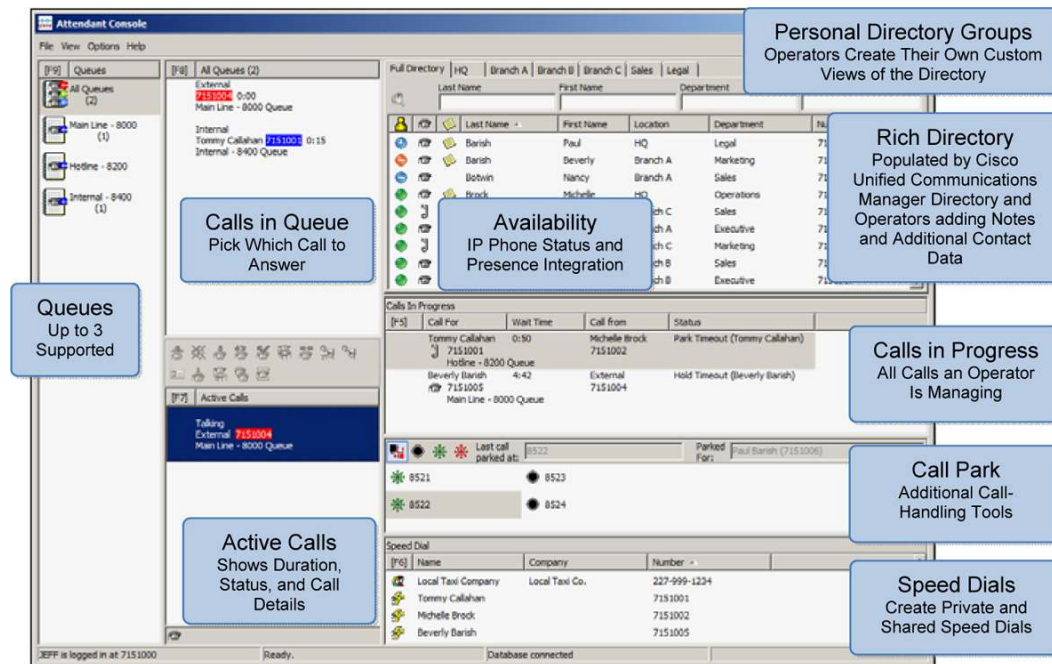 Attendant Console
File View Options Help
[F9] Queues
All Queues
(2)
Main Line - 8000
(1)
Hotline - 8200
Internal - 8400
(1)
Queues
Up to 3
Supported
[F8] All Queues (2)
External
7151004 0:00
Main Line - 8000 Queue
Internal
Tommy Callahan 7151001 0:15
Internal - 8400 Queue
Calls in Queue
Pick Which Call to
Answer
[F7] Active Calls
Talking
External 7151004
Main Line - 8000 Queue
Active Calls
Shows Duration,
Status, and Call
Details
Full Directory HQ Branch A Branch B Branch C Sales Legal
Last Name First Name Department
Last Name First Name Location Department
Barish Paul HQ Legal 71
Barish Beverly Branch A Marketing 71
Botwin Nancy Branch A Sales 71
Brock Michelle HQ Operations 71
ch C Sales 71
ch A Executive 71
ch C Marketing 71
ch B Sales 71
ch B Executive
Availability
IP Phone Status and
Presence Integration
Personal Directory Groups
Operators Create Their Own Custom
Views of the Directory
Rich Directory
Populated by Cisco
Unified Communications
Manager Directory and
Operators adding Notes
and Additional Contact
Data
Calls In Progress
[F5] Call For Wait Time Call from Status
Tommy Callahan 0:50 Michelle Brock Park Timeout (Tommy Callahan)
7151001 7151002
Hotline - 8200 Queue
Beverly Barish 4:42 External Hold Timeout (Beverly Barish)
7151005 7151004
Main Line - 8000 Queue
Calls in Progress
All Calls an Operator
Is Managing
Last call
parked at: 8522
Parked
For: Paul Barish (7151006)
8521 8523
8522 8524
Call Park
Additional Call-
Handling Tools
Speed Dial
[F6] Name Company Number
Local Taxi Company Local Taxi Co. 227-999-1234
Tommy Callahan 7151001
Michelle Brock 7151002
Beverly Barish 7151005
Speed Dials
Create Private and
Shared Speed Dials
JEFF is logged in at 7151000 Ready. Database connected